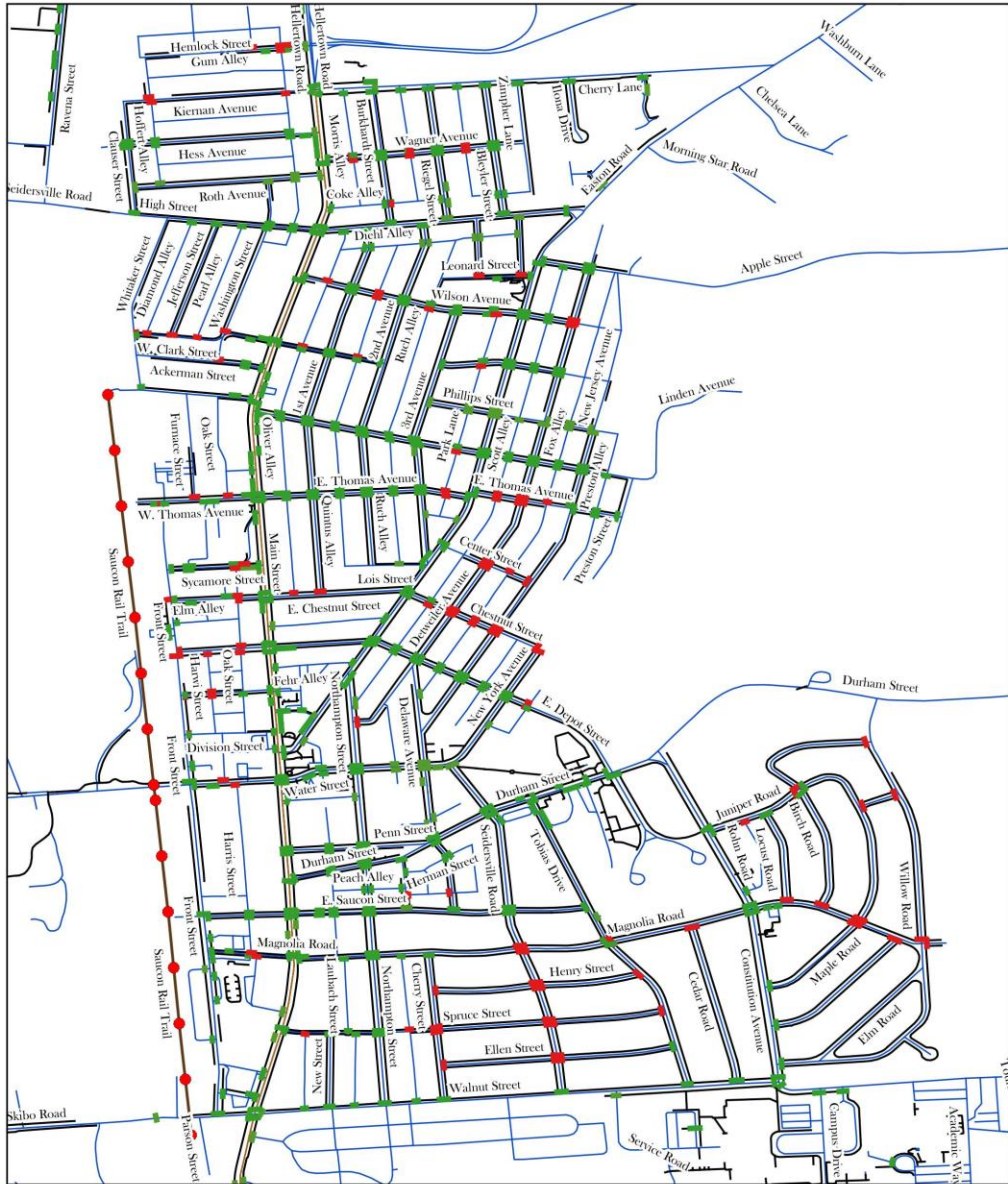 Hemlock Street
Gum Alley
Hellertown Road
Hellertown Road
Ravena Street
Kiernan Avenue
Hoffert Alley
Clauser Street
Hess Avenue
Roth Avenue
High Street
Seidersville Road
Morris Alley
Burkhardt Street
Wagner Avenue
Riegel Street
Bleyler Street
Zimpher Lane
Ilona Drive
Cherry Lane
Washburn Lane
Chelsea Lane
Morning Star Road
Easton Road
Coke Alley
Diehl Alley
Leonard Street
Apple Street
Whitaker Street
Diamond Alley
Jefferson Street
Pearl Alley
Washington Street
W. Clark Street
Ackerman Street
Wilson Avenue
2nd Avenue
Ruch Alley
1st Avenue
3rd Avenue
Phillips Street
New Jersey Avenue
Linden Avenue
Furnace Street
Oak Street
Oliver Alley
Park Lane
Scott Alley
Fox Alley
Preston Alley
E. Thomas Avenue
E. Thomas Avenue
W. Thomas Avenue
Quintus Alley
Ruch Alley
Preston Street
Saucon Rail Trail
Main Street
Center Street
Sycamore Street
Lois Street
Elm Alley
E. Chestnut Street
Front Street
Detweiler Avenue
Chestnut Street
Harwi Street
Oak Street
Fehr Alley
Northampton Street
Delaware Avenue
New York Avenue
E. Depot Street
Durham Street
Division Street
Front Street
Water Street
Durham Street
Juniper Road
Birch Road
Penn Street
Durham Street
Peach Alley
Herman Street
Seidersville Road
Tobias Drive
Rohn Road
Locust Road
Willow Road
Harris Street
E. Saucon Street
Front Street
Magnolia Road
Magnolia Road
Saucon Rail Trail
Laubach Street
Northampton Street
Cherry Street
Henry Street
Cedar Road
Constitution Avenue
Maple Road
Spruce Street
Elm Road
New Street
Ellen Street
Walnut Street
Skibo Road
Parson Street
Service Road
Campus Drive
Academic Way